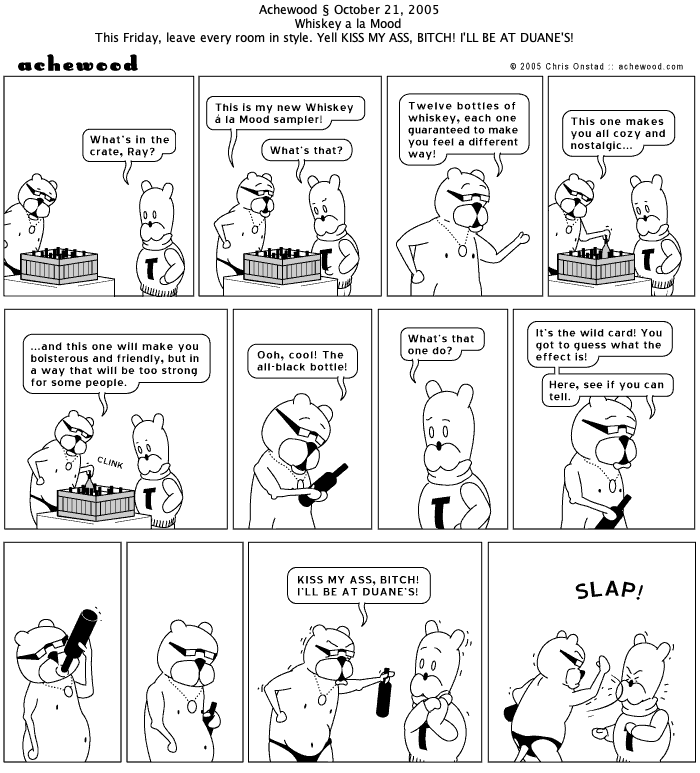 Achewood § October 21, 2005
Whiskey a la Mood
This Friday, leave every room in style. Yell KISS MY ASS, BITCH! I'LL BE AT DUANE'S!
achewood
© 2005 Chris Onstad :: achewood.com
What's in the
crate, Ray?
This is my new Whiskey
á la Mood sampler!
What's that?
Twelve bottles of
whiskey, each one
guaranteed to make
you feel a different
way!
This one makes
you all cozy and
nostalgic...
T
T
T
...and this one will make you
boisterous and friendly, but in
a way that will be too strong
for some people.
CLINK
T
Ooh, cool! The
all-black bottle!
What's that
one do?
T
It's the wild card! You
got to guess what the
effect is!
Here, see if you can
tell.
KISS MY ASS, BITCH!
I'LL BE AT DUANE'S!
T
SLAP!
T